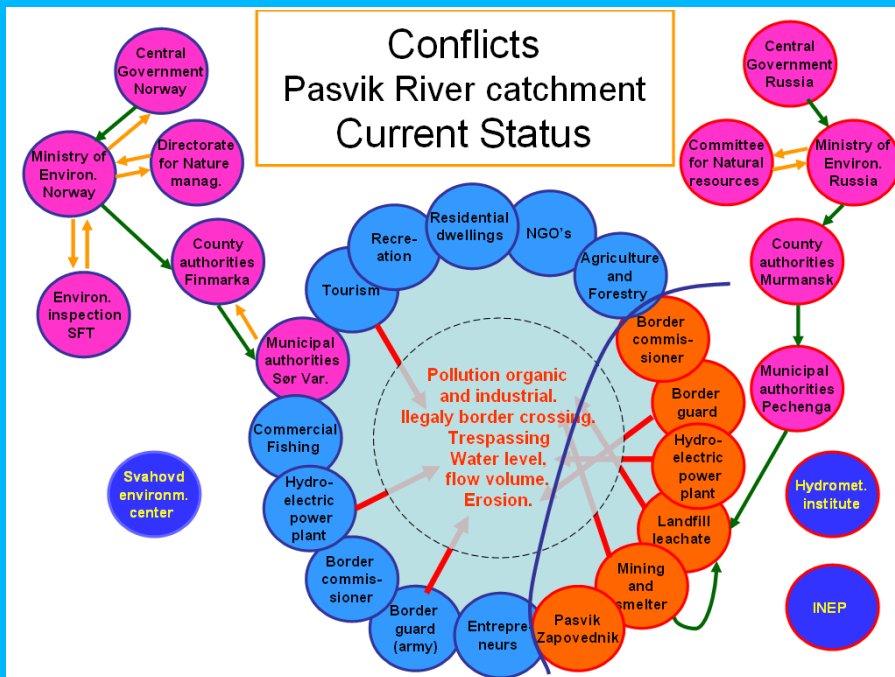 Conflicts
Pasvik River catchment
Current Status
Central
Government
Norway
Ministry of
Environ.
Norway
Directorate
for Nature
manag.
County
authorities
Finmarka
Environ.
inspection
SFT
Municipal
authorities
Sør Var.
Central
Government
Russia
Committee
for Natural
resources
Ministry of
Environ.
Russia
County
authorities
Murmansk
Municipal
authorities
Pechenga
Tourism
Recre-
ation
Residential
dwellings
NGO's
Agriculture
and
Forestry
Border
commis-
sioner
Border
guard
Hydro-
electric
power
plant
Landfill
leachate
Mining
and
smelter
Pasvik
Zapovednik
Entrepre-
neurs
Border
guard
(army)
Border
commis-
sioner
Hydro-
electric
power
plant
Commercial
Fishing
Pollution organic
and industrial.
Ilegaly border crossing.
Trespassing
Water level,
flow volume.
Erosion.
Svahovd
environm.
center
Hydromet.
institute
INEP